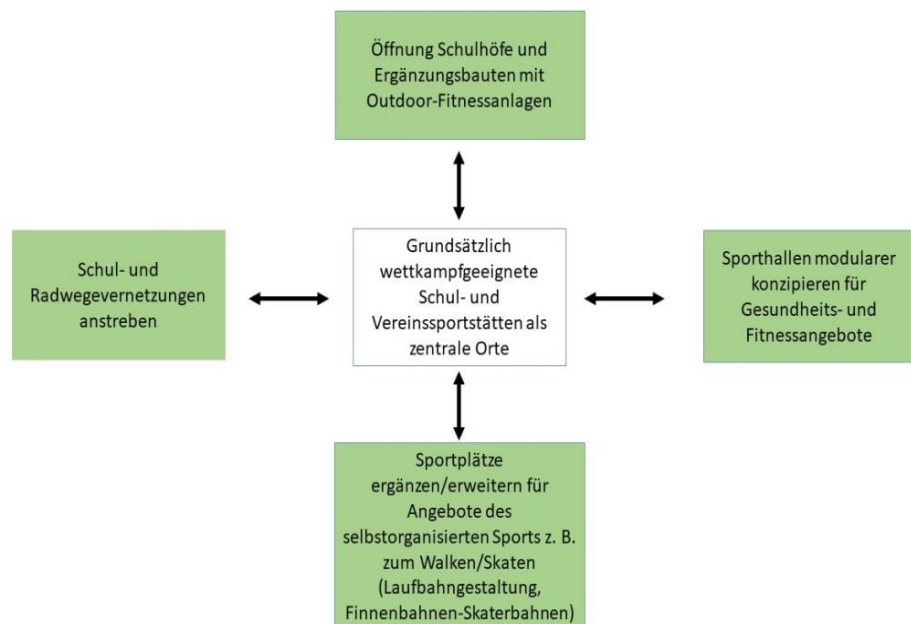 Öffnung Schulhöfe und
Ergänzungsbauten mit
Outdoor-Fitnessanlagen
Schul- und
Radwegevernetzungen
anstreben
Grundsätzlich
wettkampfgeeignete
Schul- und
Vereinssportstätten als
zentrale Orte
Sporthallen modularer
konzipieren für
Gesundheits- und
Fitnessangebote
Sportplätze
ergänzen/erweitern für
Angebote des
selbstorganisierten Sports z. B.
zum Walken/Skaten
(Laufbahngestaltung,
Finnenbahnen-Skaterbahnen)